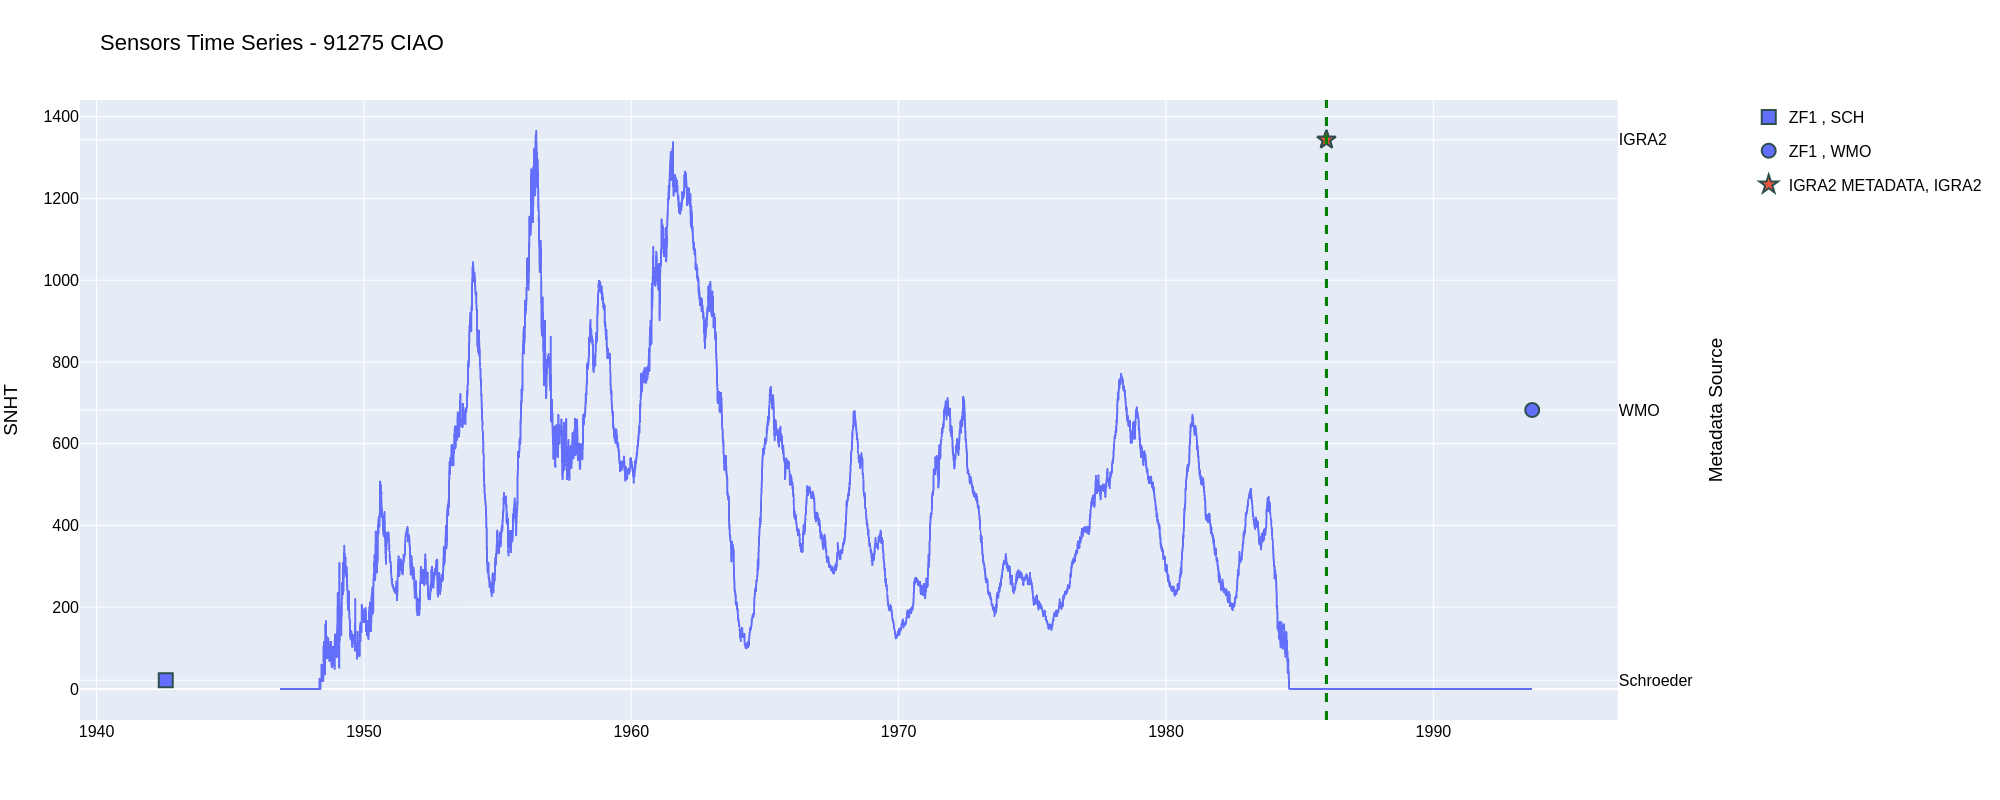 Sensors Time Series - 91275 CIAO
SNHT
1400
1200
1000
800
600
400
200
0
1940
1950
1960
1970
1980
1990
IGRA2
WMO
Schroeder
Metadata Source
ZF1 , SCH
ZF1 , WMO
IGRA2 METADATA, IGRA2